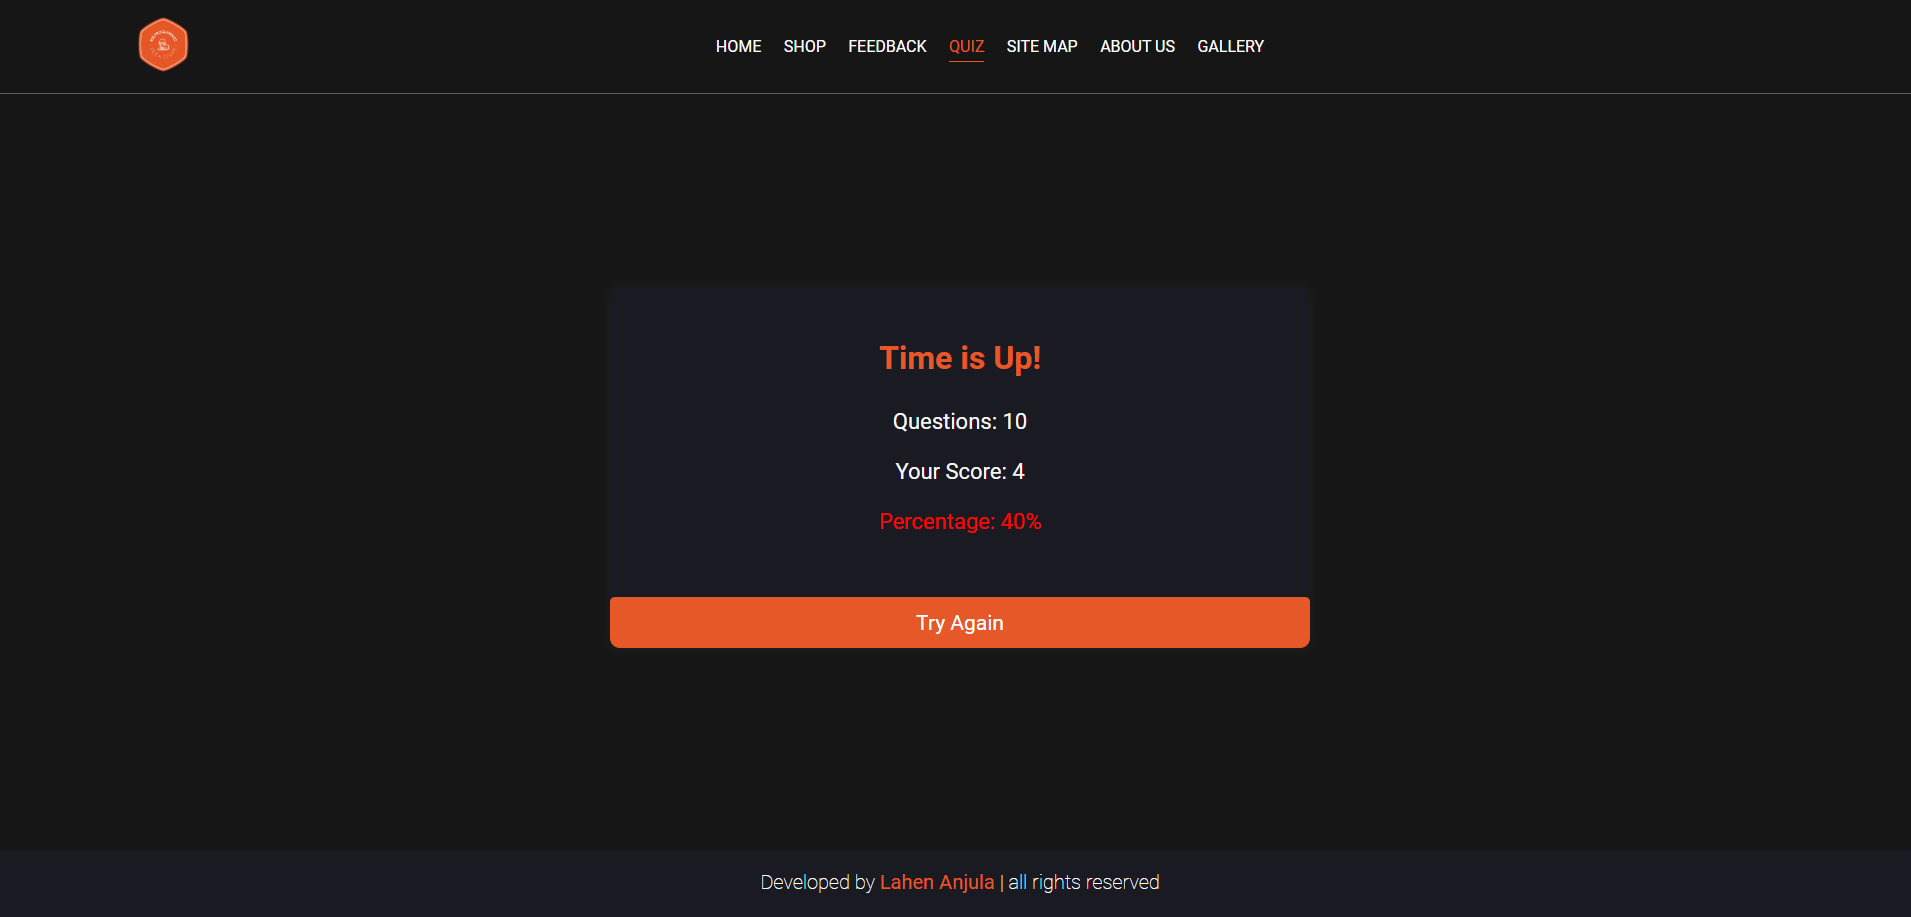 HOME SHOP FEEDBACK QUIZ SITE MAP ABOUT US GALLERY
Time is Up!
Questions: 10
Your Score: 4
Percentage: 40%
Try Again
Developed by Lahen Anjula | all rights reserved